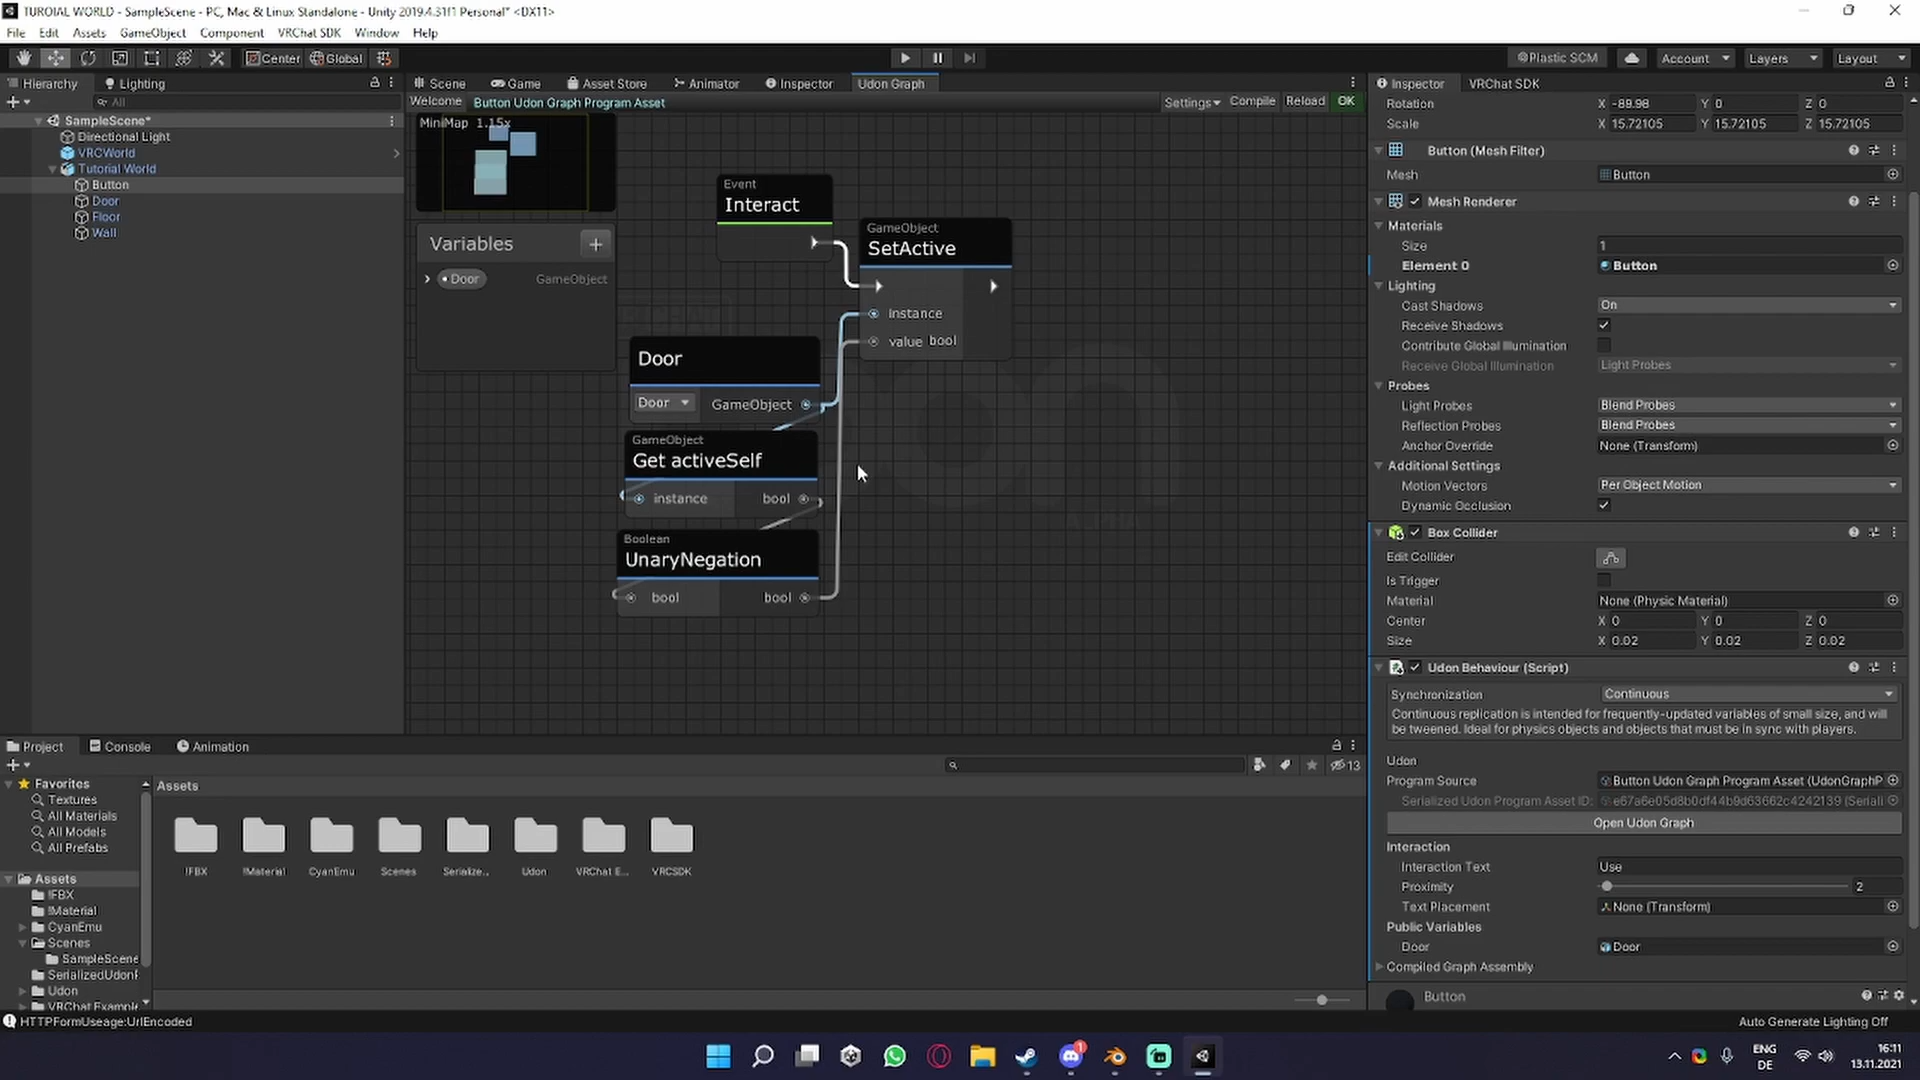 TUROIAL WORLD - SampleScene - PC, Mac & Linux Standalone - Unity 2019.4.31f1 Personal* <DX11>
File Edit Assets GameObject Component VRChat SDK Window Help
Center Global
Plastic SCM Account Layers Layout
Hierarchy Lighting
All
SampleScene*
Directional Light
VRCWorld
Tutorial World
Button
Door
Floor
Wall
Scene Game Asset Store Animator Inspector Udon Graph
Welcome Button Udon Graph Program Asset Settings Compile Reload OK
MiniMap 1.15x
Variables +
Door GameObject
Event
Interact
GameObject
SetActive
instance
value bool
Door
Door GameObject
GameObject
Get activeSelf
instance bool
Boolean
UnaryNegation
bool bool
Inspector VRChat SDK
Rotation X -89.98 Y 0 Z 0
Scale X 15.72105 Y 15.72105 Z 15.72105
Button (Mesh Filter)
Mesh Button
Mesh Renderer
Materials
Size 1
Element 0 Button
Lighting
Cast Shadows On
Receive Shadows
Contribute Global Illumination
Receive Global Illumination Light Probes
Probes
Light Probes Blend Probes
Reflection Probes Blend Probes
Anchor Override None (Transform)
Additional Settings
Motion Vectors Per Object Motion
Dynamic Occlusion
Box Collider
Edit Collider
Is Trigger
Material None (Physic Material)
Center X 0 Y 0 Z 0
Size X 0.02 Y 0.02 Z 0.02
Udon Behaviour (Script)
Synchronization Continuous
Continuous replication is intended for frequently-updated variables of small size, and will
be tweened. Ideal for physics objects and objects that must be in sync with players.
Udon
Program Source Button Udon Graph Program Asset (UdonGraphP
Serialized Udon Program Asset ID: e67a6e05d8b0df44b9d63662c4242139 (Seriali
Open Udon Graph
Interaction
Interaction Text Use
Proximity 2
Text Placement None (Transform)
Public Variables
Door Door
Compiled Graph Assembly
Button
Project Console Animation
13
Favorites
Textures
All Materials
All Models
All Prefabs
Assets
!FBX
!Material
CyanEmu
Scenes
SampleScene
SerializedUdonP
Udon
VRChat Example
Assets
!FBX !Material CyanEmu Scenes Serialize... Udon VRChat E... VRCSDK
HTTPFormUseage:UrlEncoded
Auto Generate Lighting Off
1
ENG
DE
16:11
13.11.2021